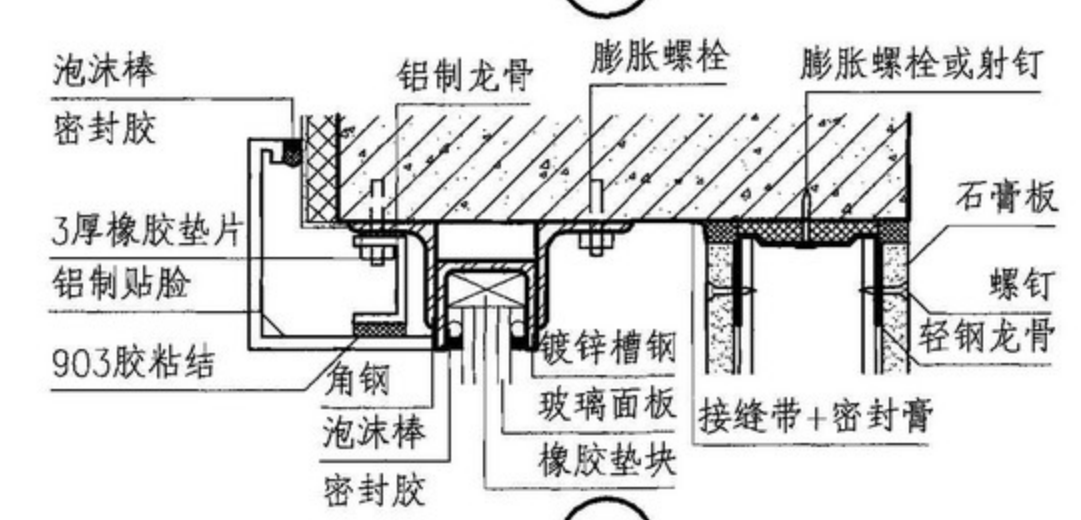 泡沫棒
密封胶
铝制龙骨
膨胀螺栓
膨胀螺栓或射钉
3厚橡胶垫片
铝制贴脸
903胶粘结
角钢
泡沫棒
密封胶
镀锌槽钢
玻璃面板
橡胶垫块
接缝带+密封膏
石膏板
螺钉
轻钢龙骨